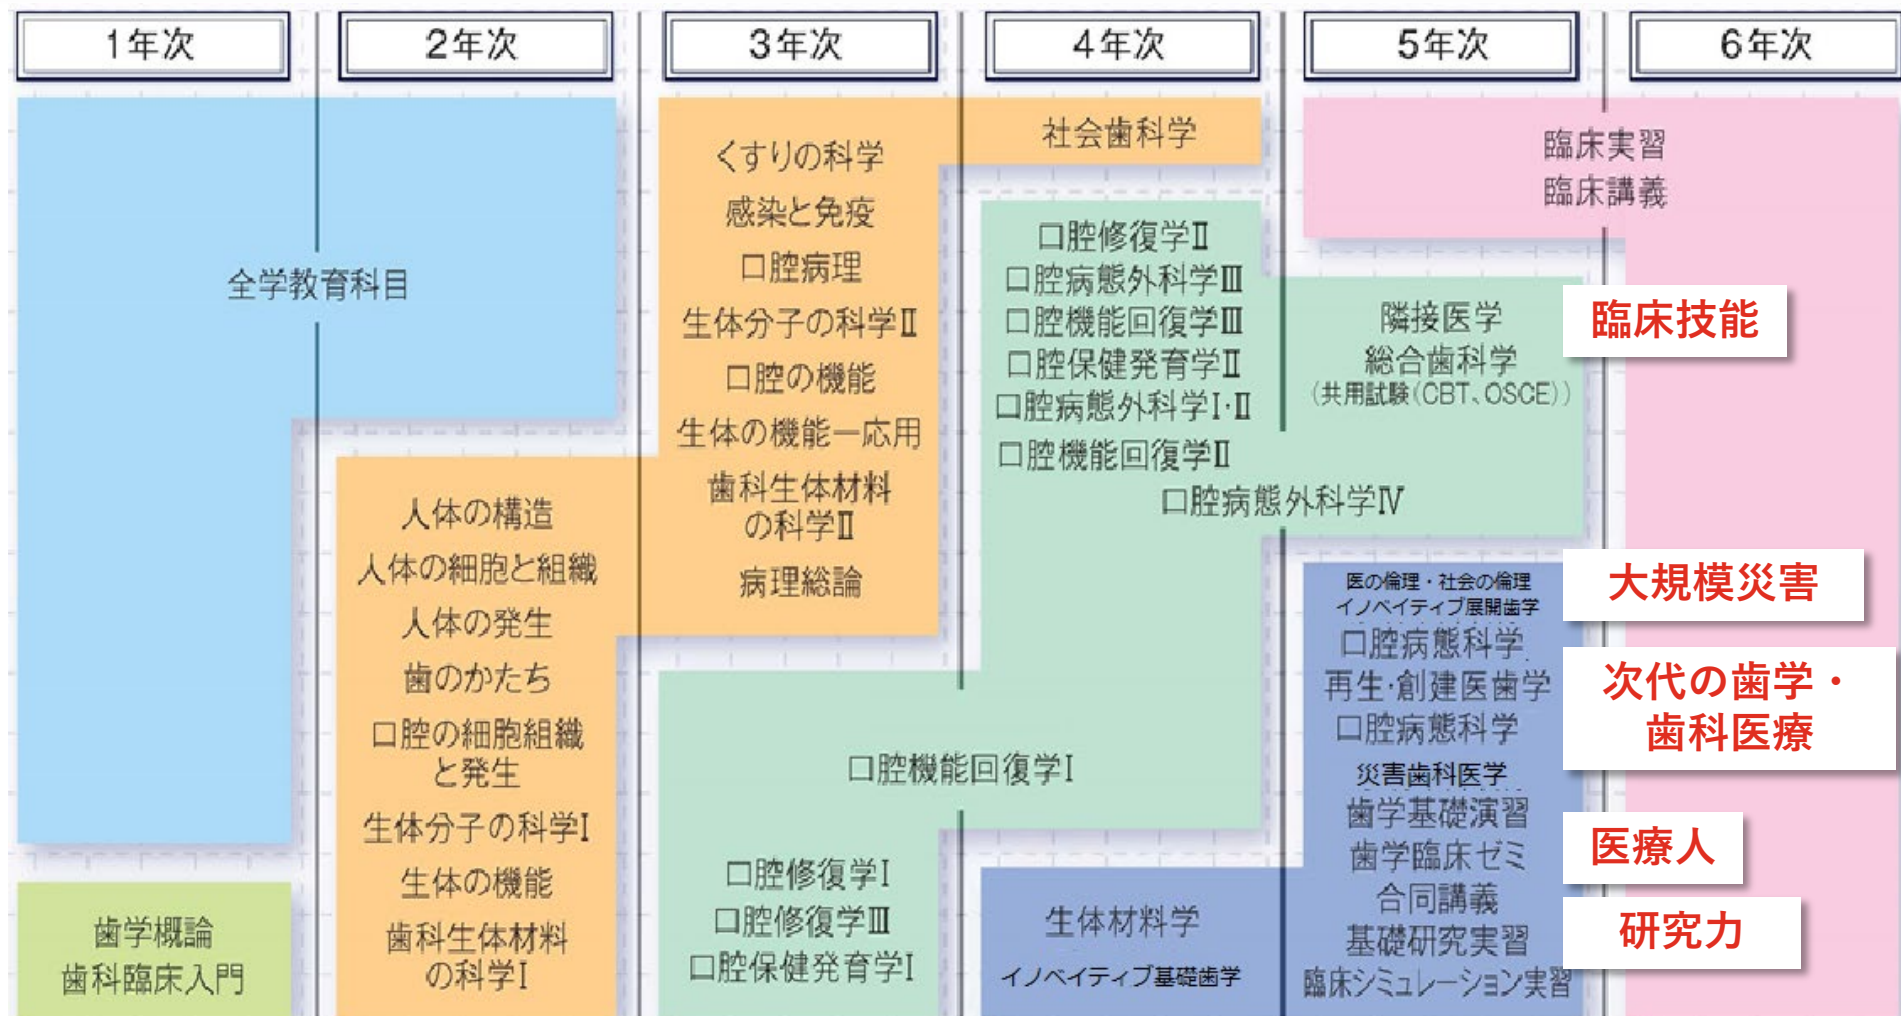 1年次
2年次
3年次
4年次
5年次
6年次
全学教育科目
歯学概論
歯科臨床入門
人体の構造
人体の細胞と組織
人体の発生
歯のかたち
口腔の細胞組織
と発生
生体分子の科学Ⅰ
生体の機能
歯科生体材料
の科学Ⅰ
くすりの科学
感染と免疫
口腔病理
生体分子の科学Ⅱ
口腔の機能
生体の機能ー応用
歯科生体材料
の科学Ⅱ
病理総論
社会歯科学
口腔修復学Ⅱ
口腔病態外科学Ⅲ
口腔機能回復学Ⅲ
口腔保健発育学Ⅱ
口腔病態外科学Ⅰ・Ⅱ
口腔機能回復学Ⅱ
口腔病態外科学Ⅳ
隣接医学
総合歯科学
(共用試験(CBT、OSCE))
口腔機能回復学Ⅰ
口腔修復学Ⅰ
口腔修復学Ⅲ
口腔保健発育学Ⅰ
生体材料学
イノベイティブ基礎歯学
医の倫理・社会の倫理
イノベイティブ展開歯学
口腔病態科学
再生・創建医歯学
口腔病態科学
災害歯科医学
歯学基礎演習
歯学臨床ゼミ
合同講義
基礎研究実習
臨床シミュレーション実習
臨床実習
臨床講義
臨床技能
大規模災害
次代の歯学・
歯科医療
医療人
研究力